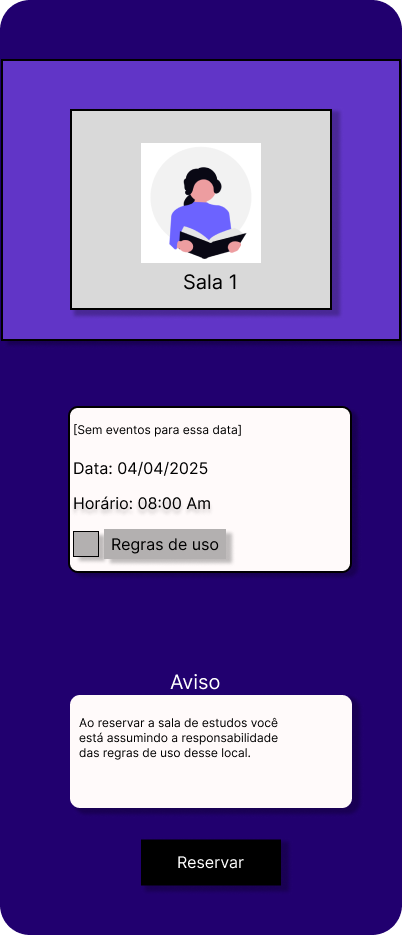 Sala 1
[Sem eventos para essa data]
Data: 04/04/2025
Horário: 08:00 Am
Regras de uso
Aviso
Ao reservar a sala de estudos você
está assumindo a responsabilidade
das regras de uso desse local.
Reservar